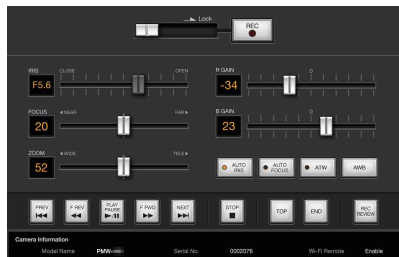 Lock
REC
IRIS CLOSE OPEN
F5.6
R GAIN 0
-34
FOCUS ◄NEAR FAR►
20
B GAIN 0
23
ZOOM ◄WIDE TELE►
52
AUTO IRIS
AUTO FOCUS
ATW
AWB
PREV
F REV
PLAY PAUSE
F FWD
NEXT
STOP
TOP
END
REC REVIEW
Camera Information
Model Name PMW- Serial No. 0002076 Wi-Fi Remote Enable